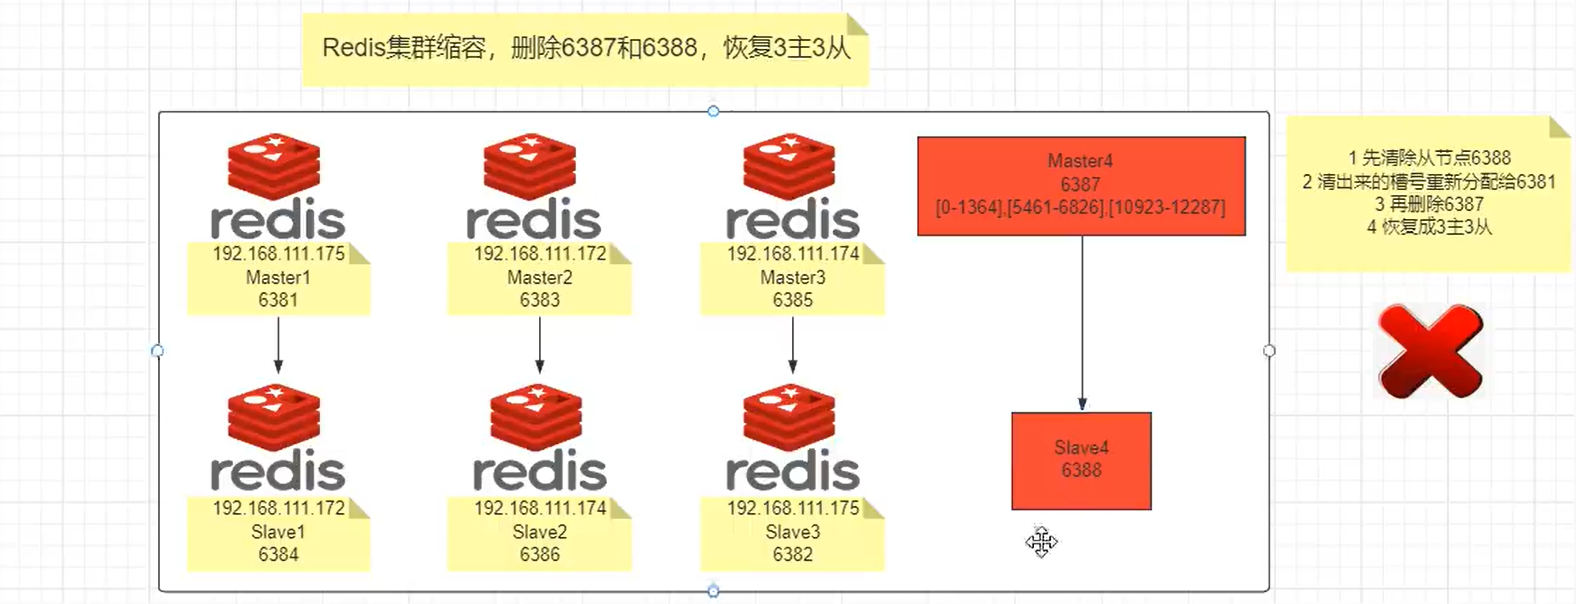 Redis集群缩容，删除6387和6388，恢复3主3从
redis
192.168.111.175
Master1
6381
redis
192.168.111.172
Master2
6383
redis
192.168.111.174
Master3
6385
Master4
6387
[0-1364],[5461-6826],[10923-12287]
1 先清除从节点6388
2 清出来的槽号重新分配给6381
3 再删除6387
4 恢复成3主3从
redis
192.168.111.172
Slave1
6384
redis
192.168.111.174
Slave2
6386
redis
192.168.111.175
Slave3
6382
Slave4
6388